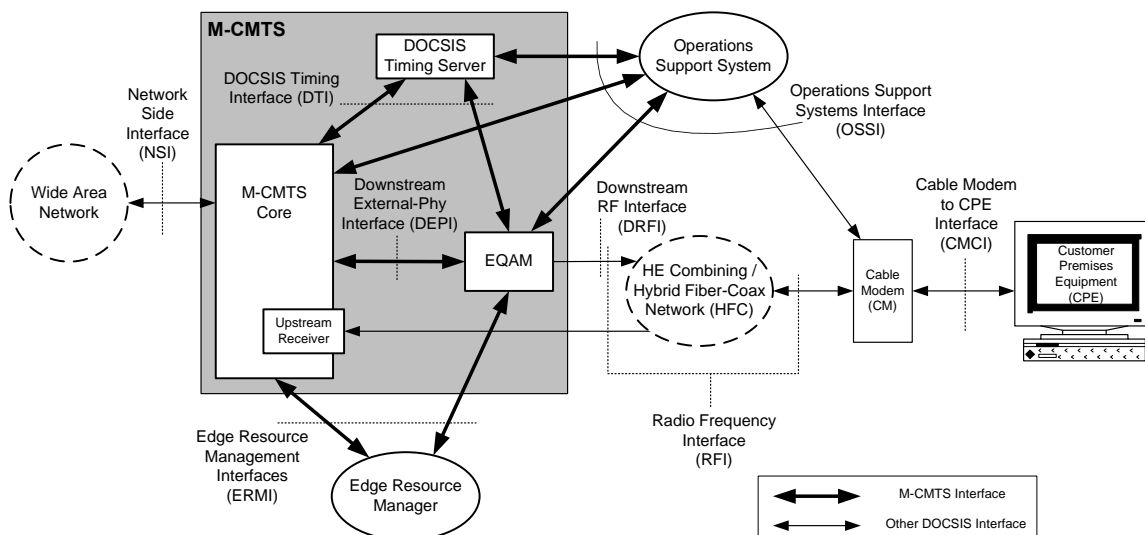 M-CMTS
DOCSIS
Timing Server
Operations
Support System
DOCSIS Timing
Interface (DTI)
Network
Side
Interface
(NSI)
Operations Support
Systems Interface
(OSSI)
Wide Area
Network
M-CMTS
Core
Downstream
External-Phy
Interface (DEPI)
Downstream
RF Interface
(DRFI)
Cable Modem
to CPE
Interface
(CMCI)
EQAM
HE Combining /
Hybrid Fiber-Coax
Network (HFC)
Cable
Modem
(CM)
Customer
Premises
Equipment
(CPE)
Upstream
Receiver
Edge Resource
Management
Interfaces
(ERMI)
Radio Frequency
Interface
(RFI)
Edge Resource
Manager
M-CMTS Interface
Other DOCSIS Interface